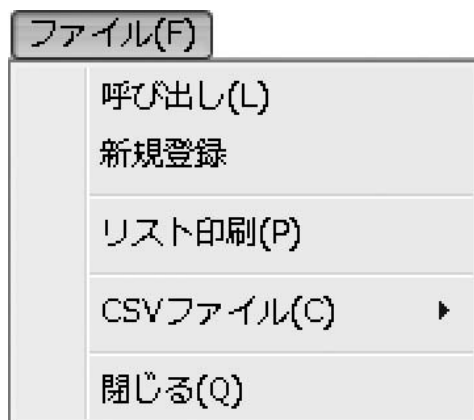 ファイル(F)
呼び出し(L)
新規登録
リスト印刷(P)
CSVファイル(C)
閉じる(Q)